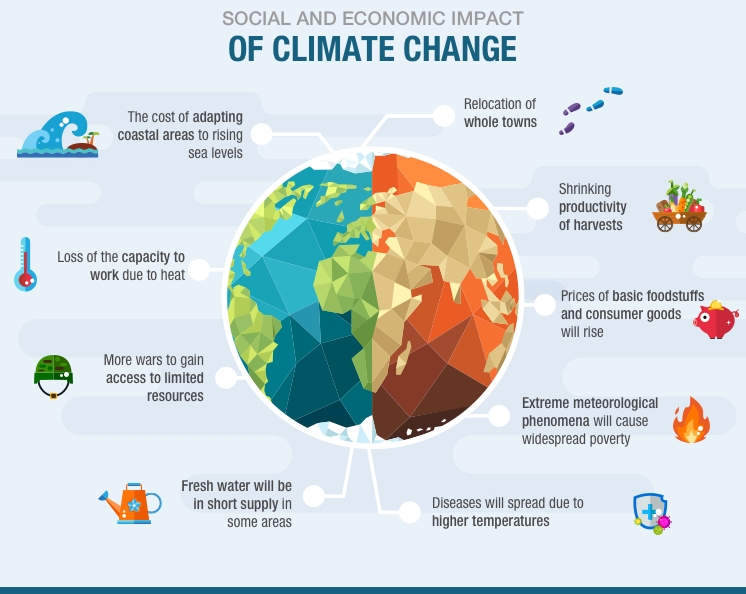 SOCIAL AND ECONOMIC IMPACT
OF CLIMATE CHANGE
The cost of adapting
coastal areas to rising
sea levels
Relocation of
whole towns
Shrinking
productivity
of harvests
Loss of the capacity to
work due to heat
Prices of basic foodstuffs
and consumer goods
will rise
More wars to gain
access to limited
resources
Extreme meteorological
phenomena will cause
widespread poverty
Fresh water will be
in short supply in
some areas
Diseases will spread due to
higher temperatures